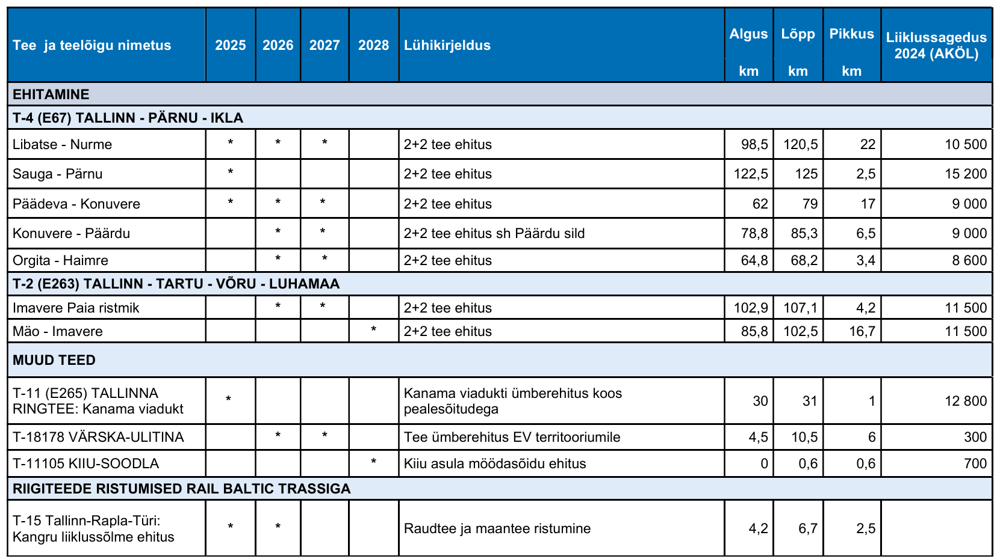 Tee ja teelõigu nimetus 2025 2026 2027 2028 Lühikirjeldus Algus Lõpp Pikkus Liiklussagedus 2024 (AKÖL)
km km km
EHITAMINE
T-4 (E67) TALLINN - PÄRNU - IKLA
Libatse - Nurme * * * 2+2 tee ehitus 98,5 120,5 22 10 500
Sauga - Pärnu * 2+2 tee ehitus 122,5 125 2,5 15 200
Päädeva - Konuvere * * * 2+2 tee ehitus 62 79 17 9 000
Konuvere - Päärdu * * 2+2 tee ehitus sh Päärdu sild 78,8 85,3 6,5 9 000
Orgita - Haimre * * 2+2 tee ehitus 64,8 68,2 3,4 8 600
T-2 (E263) TALLINN - TARTU - VÕRU - LUHAMAA
Imavere Paia ristmik * * 2+2 tee ehitus 102,9 107,1 4,2 11 500
Mäo - Imavere * 2+2 tee ehitus 85,8 102,5 16,7 11 500
MUUD TEED
T-11 (E265) TALLINNA
RINGTEE: Kanama viadukt * Kanama viadukti ümberehitus koos
pealesõitudega 30 31 1 12 800
T-18178 VÄRSKA-ULITINA * * Tee ümberehitus EV territooriumile 4,5 10,5 6 300
T-11105 KIIU-SOODLA * Kiiu asula möödasõidu ehitus 0 0,6 0,6 700
RIIGITEEDE RISTUMISED RAIL BALTIC TRASSIGA
T-15 Tallinn-Rapla-Türi:
Kangru liiklussõlme ehitus * * Raudtee ja maantee ristumine 4,2 6,7 2,5